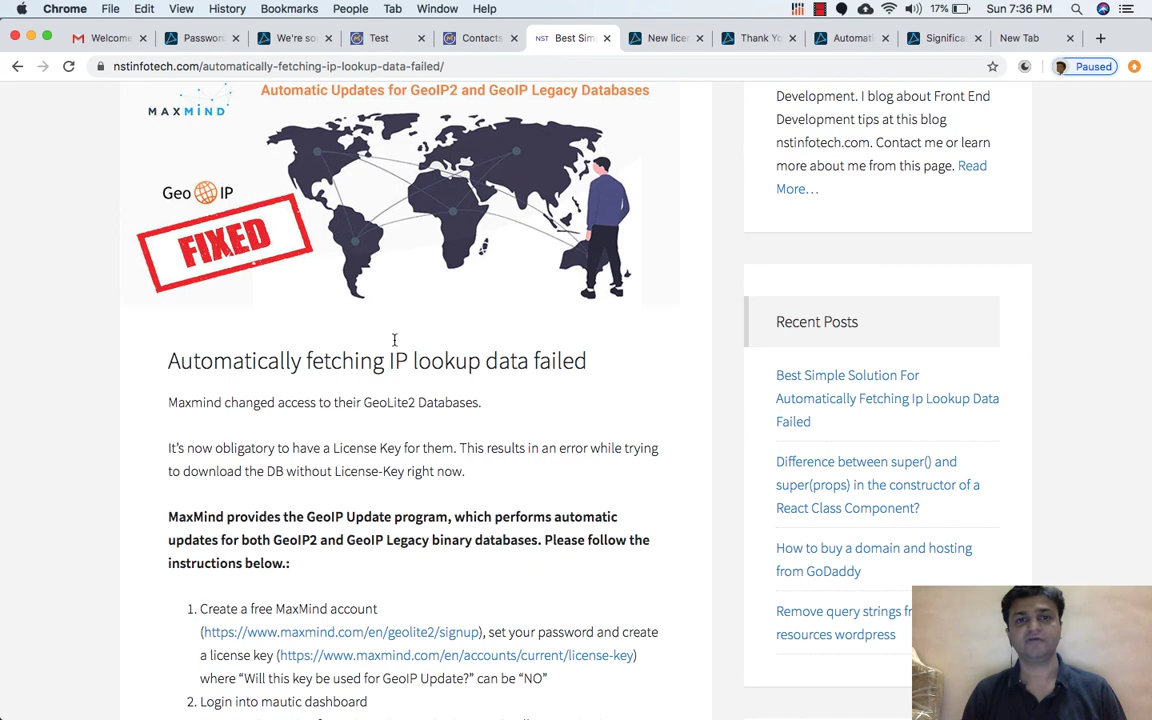 Chrome File Edit View History Bookmarks People Tab Window Help 17% Sun 7:36 PM
Welcome Password We're so Test Contacts Best Sim New lice Thank Yo Automati Significa New Tab
nstinfotech.com/automatically-fetching-ip-lookup-data-failed/ Paused
MAXMIND
Automatic Updates for GeoIP2 and GeoIP Legacy Databases
Geo IP
FIXED
Automatically fetching IP lookup data failed
Maxmind changed access to their GeoLite2 Databases.
It's now obligatory to have a License Key for them. This results in an error while trying
to download the DB without License-Key right now.
MaxMind provides the GeoIP Update program, which performs automatic
updates for both GeoIP2 and GeoIP Legacy binary databases. Please follow the
instructions below.:
1. Create a free MaxMind account
(https://www.maxmind.com/en/geolite2/signup), set your password and create
a license key (https://www.maxmind.com/en/accounts/current/license-key)
where “Will this key be used for GeoIP Update?” can be “NO”
2. Login into mautic dashboard
Development. I blog about Front End
Development tips at this blog
nstinfotech.com. Contact me or learn
more about me from this page. Read
More…
Recent Posts
Best Simple Solution For
Automatically Fetching Ip Lookup Data
Failed
Difference between super() and
super(props) in the constructor of a
React Class Component?
How to buy a domain and hosting
from GoDaddy
Remove query strings fr
resources wordpress